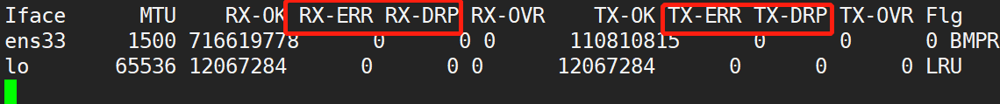 Iface MTU RX-OK RX-ERR RX-DRP RX-OVR TX-OK TX-ERR TX-DRP TX-OVR Flg
ens33 1500 716619778 0 0 0 110810815 0 0 0 BMPR
lo 65536 12067284 0 0 0 12067284 0 0 0 LRU